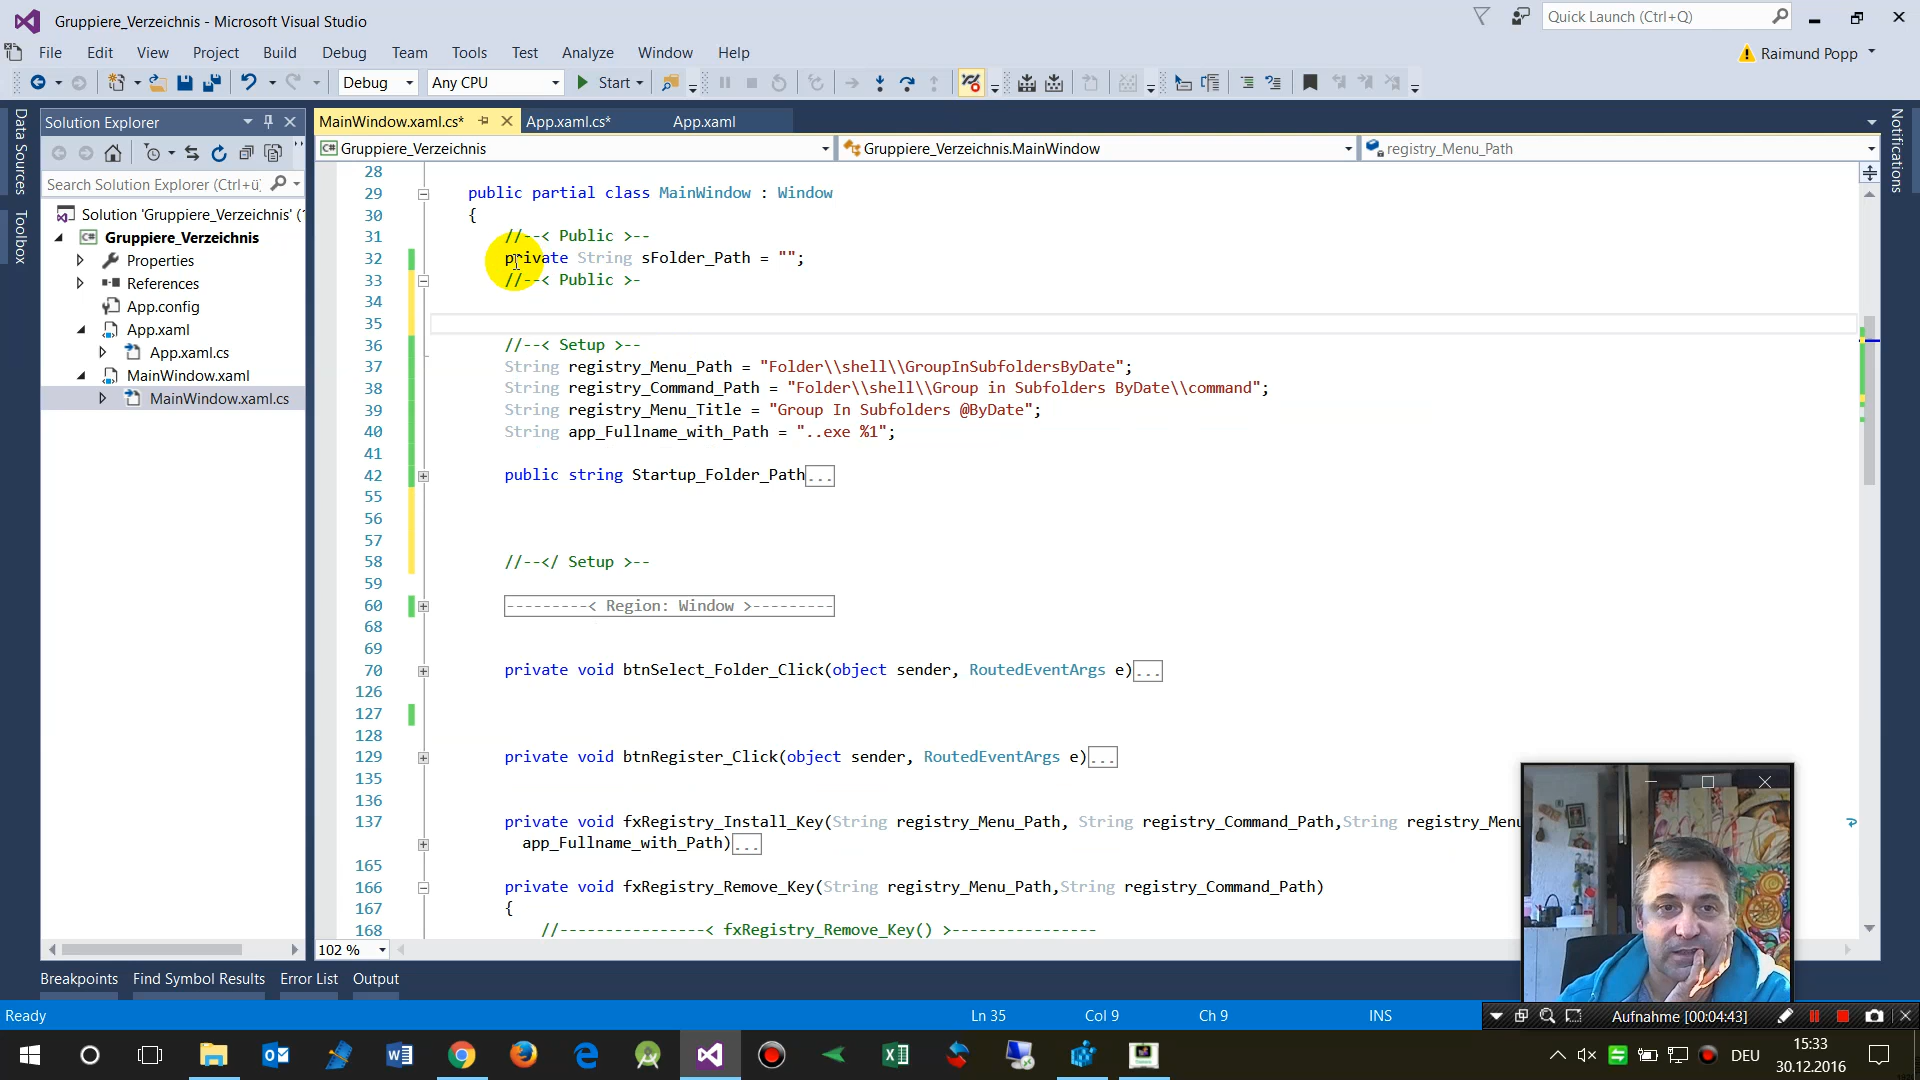 Gruppiere_Verzeichnis - Microsoft Visual Studio
Quick Launch (Ctrl+Q)
File Edit View Project Build Debug Team Tools Test Analyze Window Help
Raimund Popp
Debug Any CPU Start
Data Sources
Toolbox
Solution Explorer
Search Solution Explorer (Ctrl+ü)
Solution 'Gruppiere_Verzeichnis' (
Gruppiere_Verzeichnis
Properties
References
App.config
App.xaml
App.xaml.cs
MainWindow.xaml
MainWindow.xaml.cs
MainWindow.xaml.cs* App.xaml.cs* App.xaml
Gruppiere_Verzeichnis Gruppiere_Verzeichnis.MainWindow registry_Menu_Path
Notifications
28
29 public partial class MainWindow : Window
30 {
31 //--< Public >--
32 private String sFolder_Path = "";
33 //--< Public >-
34
35
36 //--< Setup >--
37 String registry_Menu_Path = "Folder\\shell\\GroupInSubfoldersByDate";
38 String registry_Command_Path = "Folder\\shell\\Group in Subfolders ByDate\\command";
39 String registry_Menu_Title = "Group In Subfolders @ByDate";
40 String app_Fullname_with_Path = "..exe %1";
41
42 public string Startup_Folder_Path...
55
56
57
58 //--</ Setup >--
59
60 ---------< Region: Window >---------
68
69
70 private void btnSelect_Folder_Click(object sender, RoutedEventArgs e)...
126
127
128
129 private void btnRegister_Click(object sender, RoutedEventArgs e)...
135
136
137 private void fxRegistry_Install_Key(String registry_Menu_Path, String registry_Command_Path,String registry_Menu
app_Fullname_with_Path)...
165
166 private void fxRegistry_Remove_Key(String registry_Menu_Path,String registry_Command_Path)
167 {
168 //----------------< fxRegistry_Remove_Key() >----------------
102 %
Breakpoints Find Symbol Results Error List Output
Ready Ln 35 Col 9 Ch 9 INS
Aufnahme [00:04:43]
DEU
15:33
30.12.2016